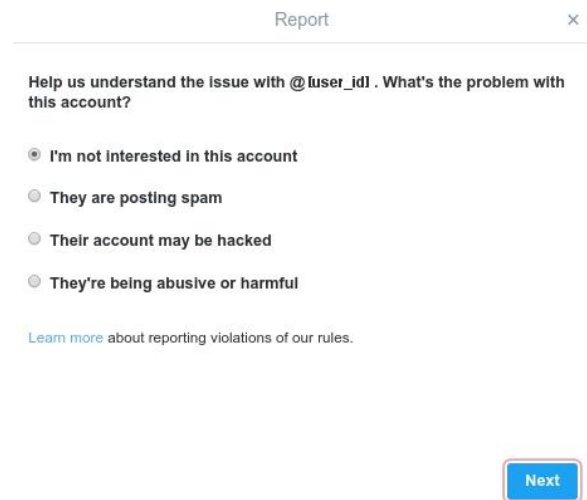 Report
×
Help us understand the issue with @[user_id] . What's the problem with
this account?
I'm not interested in this account
They are posting spam
Their account may be hacked
They're being abusive or harmful
Learn more about reporting violations of our rules.
Next